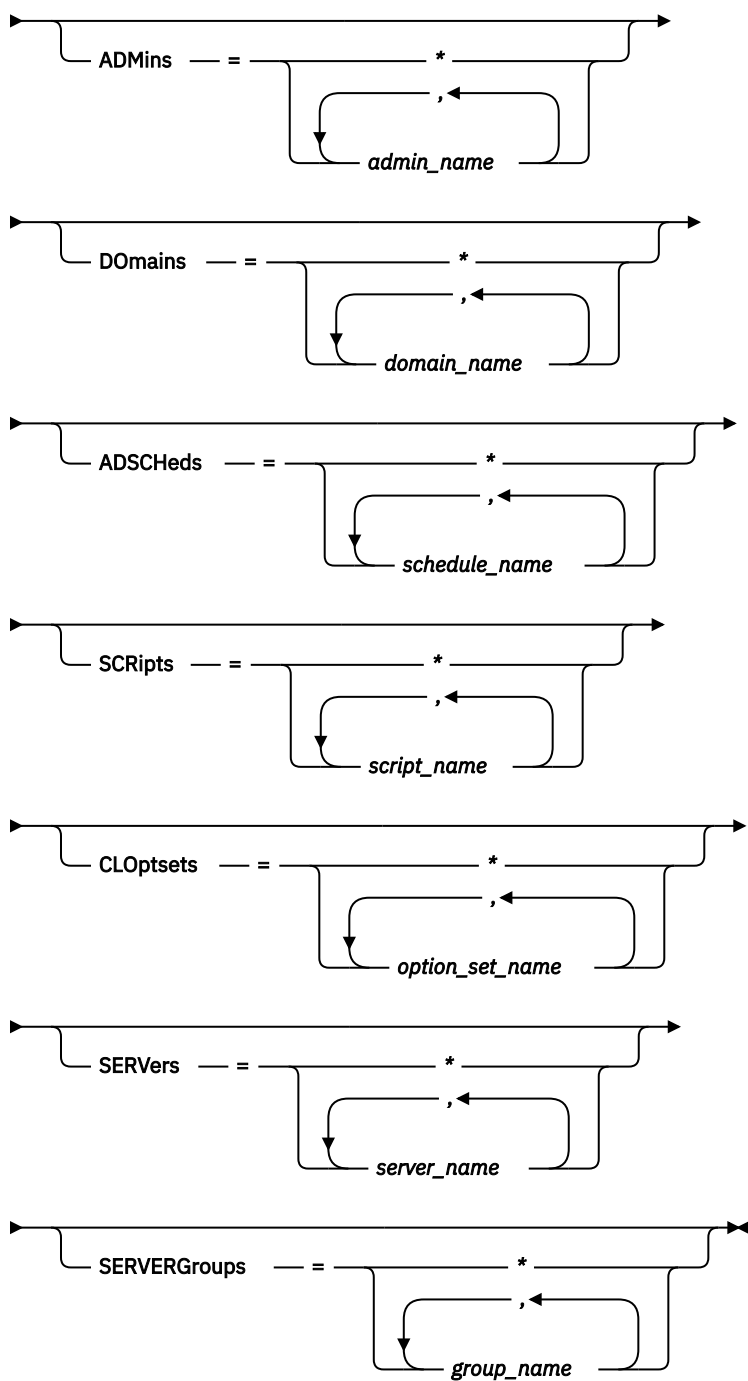 ADMins = *
,
admin_name
DOmains = *
,
domain_name
ADSCHeds = *
,
schedule_name
SCRipts = *
,
script_name
CLOptsets = *
,
option_set_name
SERVers = *
,
server_name
SERVERGroups = *
,
group_name